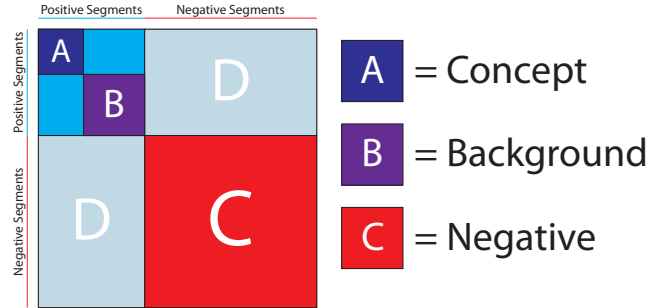 Positive Segments Negative Segments
Positive Segments
Negative Segments
A
B
D
D
C
A = Concept
B = Background
C = Negative